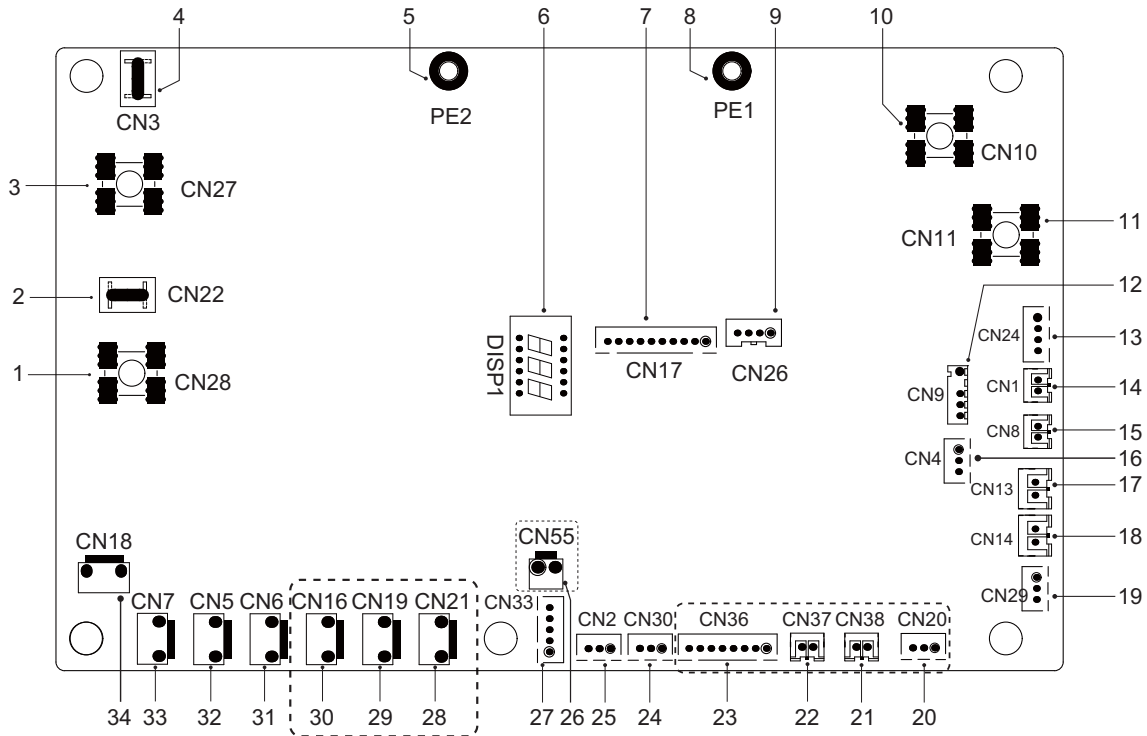 4 5 6 7 8 9 10
CN3
PE2
PE1
CN10
3
CN27
CN11
11
12
2
CN22
CN24
13
DISP1
CN17
CN26
1
CN28
CN9
CN1
14
CN8
15
CN4
16
CN13
17
CN18
CN55
CN14
18
CN7 CN5 CN6 CN16 CN19 CN21 CN33 CN2 CN30 CN36 CN37 CN38 CN20
CN29
19
34 33 32 31 30 29 28 27 26 25 24 23 22 21 20